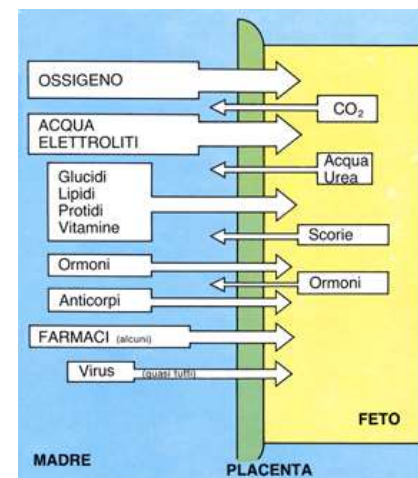 OSSIGENO
CO₂
ACQUA
ELETTROLITI
Acqua
Urea
Glucidi
Lipidi
Protidi
Vitamine
Scorie
Ormoni
Ormoni
Anticorpi
FARMACI (alcuni)
Virus (quasi tutti)
FETO
MADRE
PLACENTA